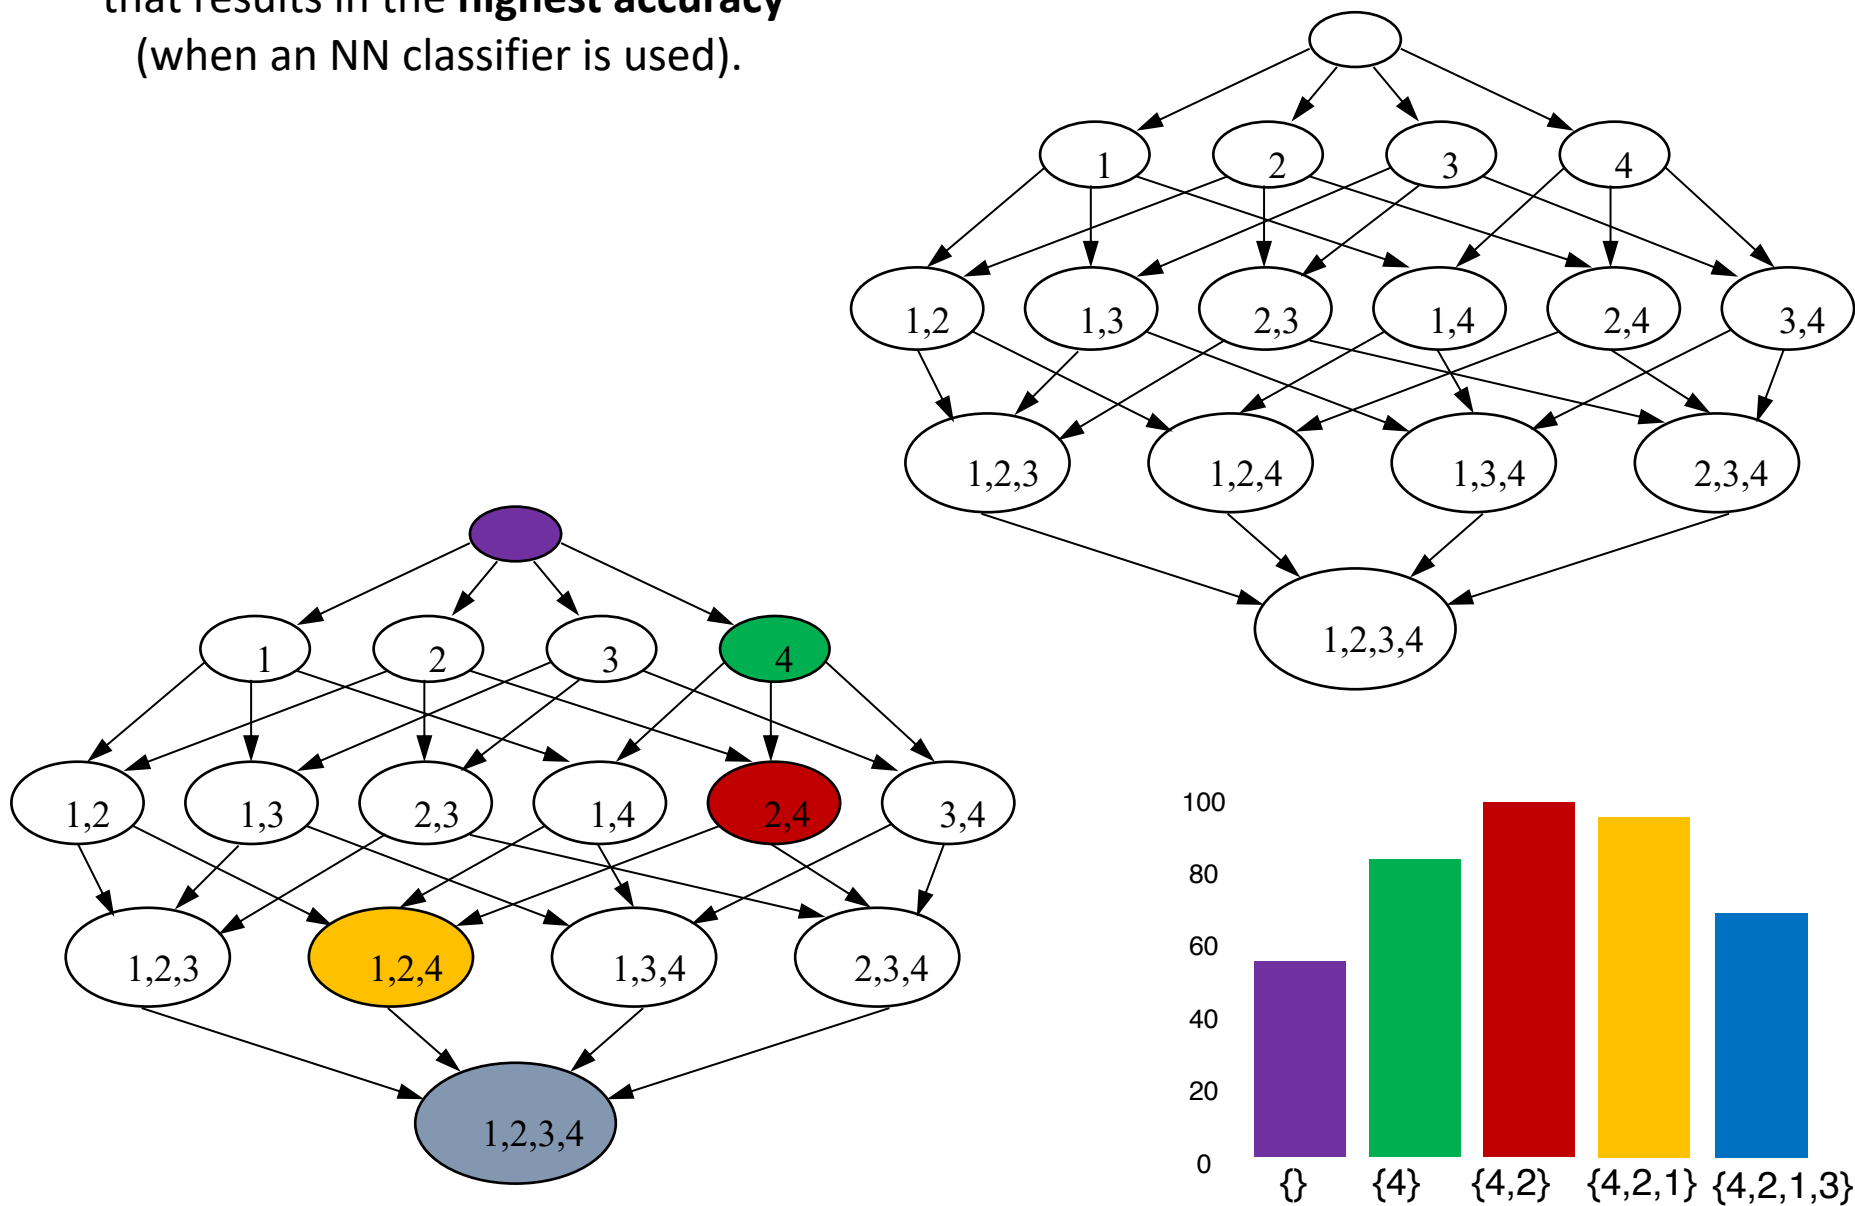 that results in the highest accuracy
(when an NN classifier is used).
1 2 3 4
1,2 1,3 2,3 1,4 2,4 3,4
1,2,3 1,2,4 1,3,4 2,3,4
1,2,3,4
1 2 3 4
1,2 1,3 2,3 1,4 2,4 3,4
1,2,3 1,2,4 1,3,4 2,3,4
1,2,3,4
100
80
60
40
20
0
{} {4} {4,2} {4,2,1} {4,2,1,3}